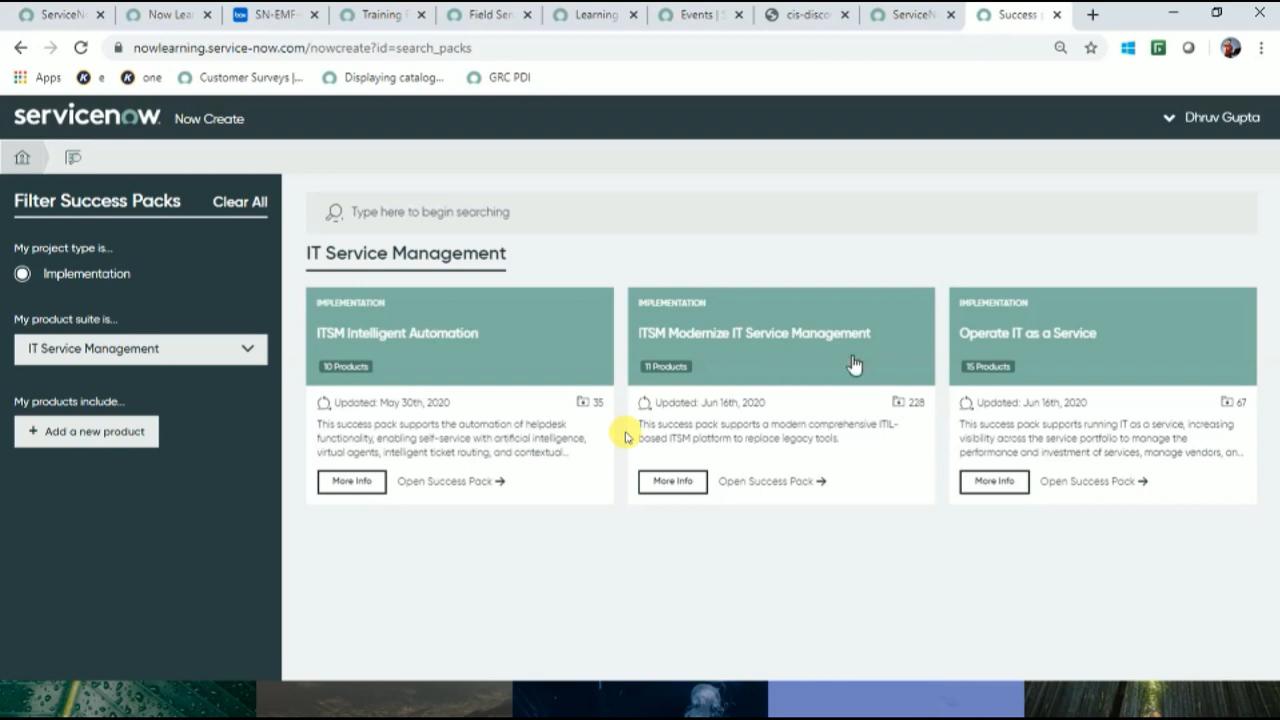 ServiceN
Now Lea
SN-EMF-
Training
Field Ser
Learning
Events | S
cis-disco
ServiceN
Success
nowlearning.service-now.com/nowcreate?id=search_packs
Apps
e
one
Customer Surveys |...
Displaying catalog...
GRC PDI
servicenow. Now Create
Dhruv Gupta
Filter Success Packs
Clear All
My project type is...
Implementation
My product suite is...
IT Service Management
My products include...
+ Add a new product
Type here to begin searching
IT Service Management
IMPLEMENTATION
ITSM Intelligent Automation
10 Products
Updated: May 30th, 2020
35
This success pack supports the automation of helpdesk
functionality, enabling self-service with artificial intelligence,
virtual agents, intelligent ticket routing, and contextual...
More Info
Open Success Pack →
IMPLEMENTATION
ITSM Modernize IT Service Management
11 Products
Updated: Jun 16th, 2020
228
This success pack supports a modern comprehensive ITIL-
based ITSM platform to replace legacy tools.
More Info
Open Success Pack →
IMPLEMENTATION
Operate IT as a Service
15 Products
Updated: Jun 16th, 2020
67
This success pack supports running IT as a service, increasing
visibility across the service portfolio to manage the
performance and investment of services, manage vendors, an...
More Info
Open Success Pack →